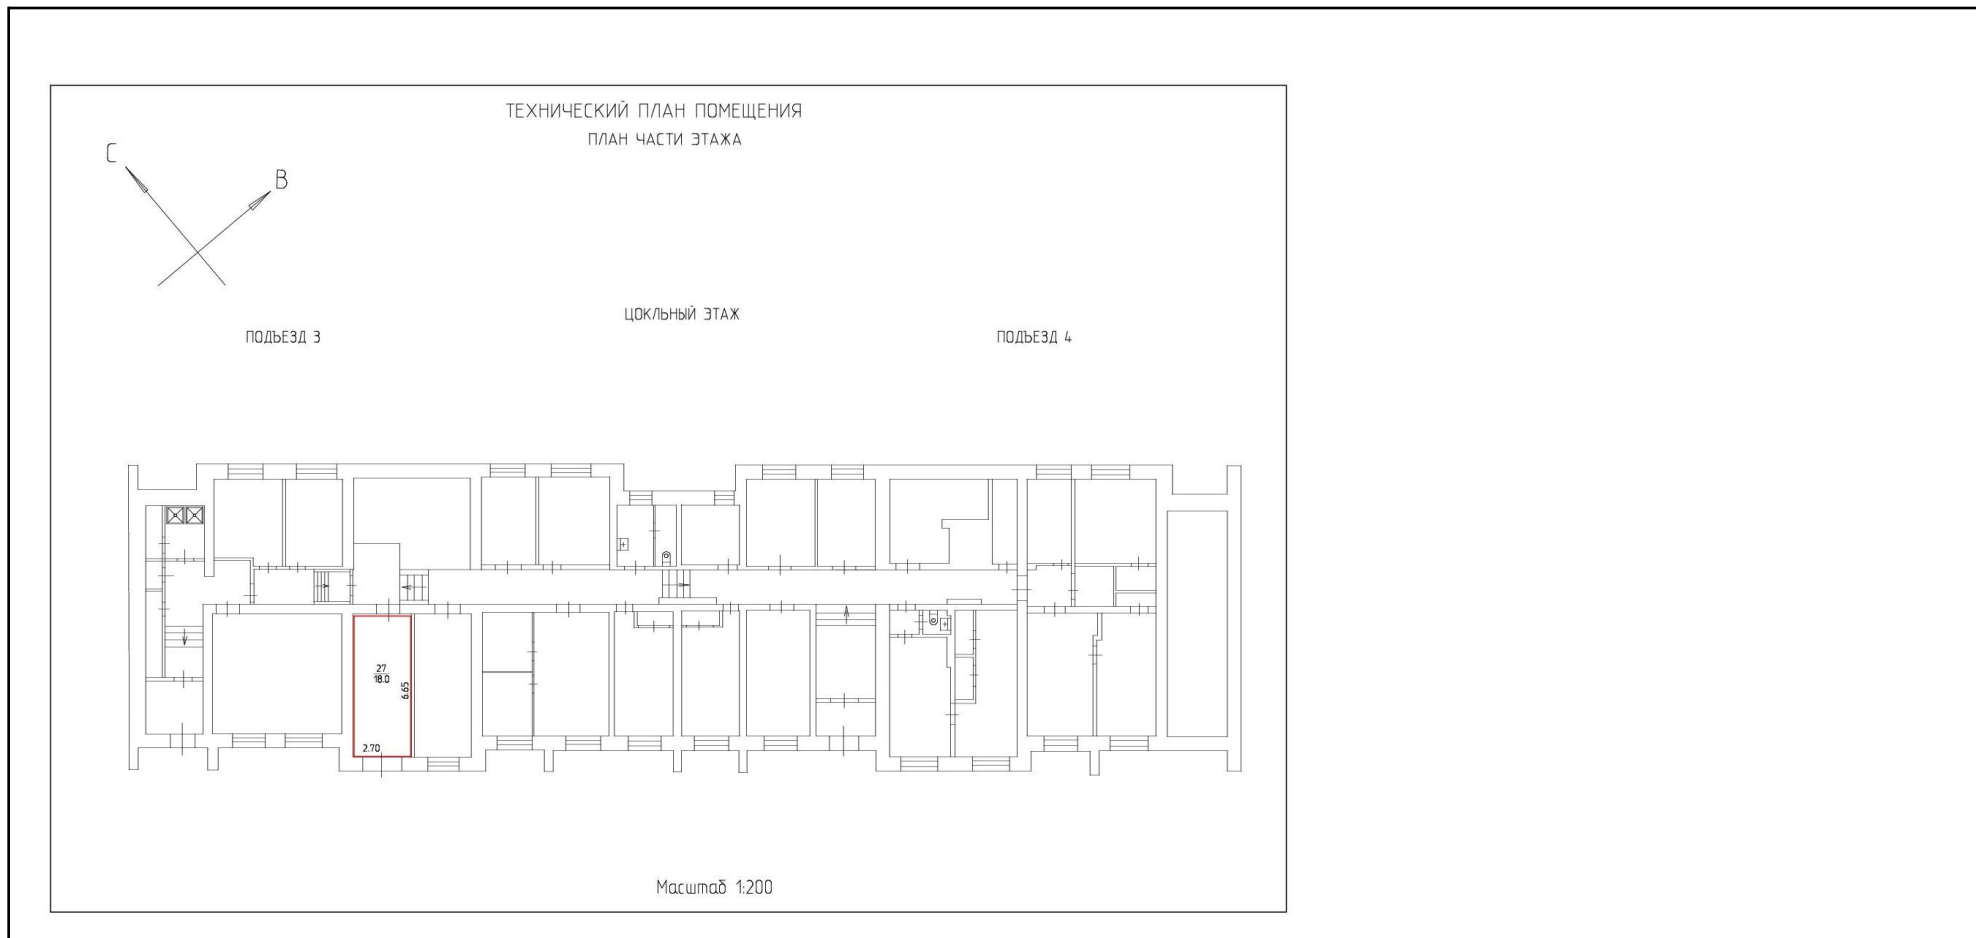 ТЕХНИЧЕСКИЙ ПЛАН ПОМЕЩЕНИЯ
ПЛАН ЧАСТИ ЭТАЖА
С
В
ЦОКЛЬНЫЙ ЭТАЖ
ПОДЪЕЗД 3
ПОДЪЕЗД 4
27
18.0
6.65
2.70
Масштаб 1:200